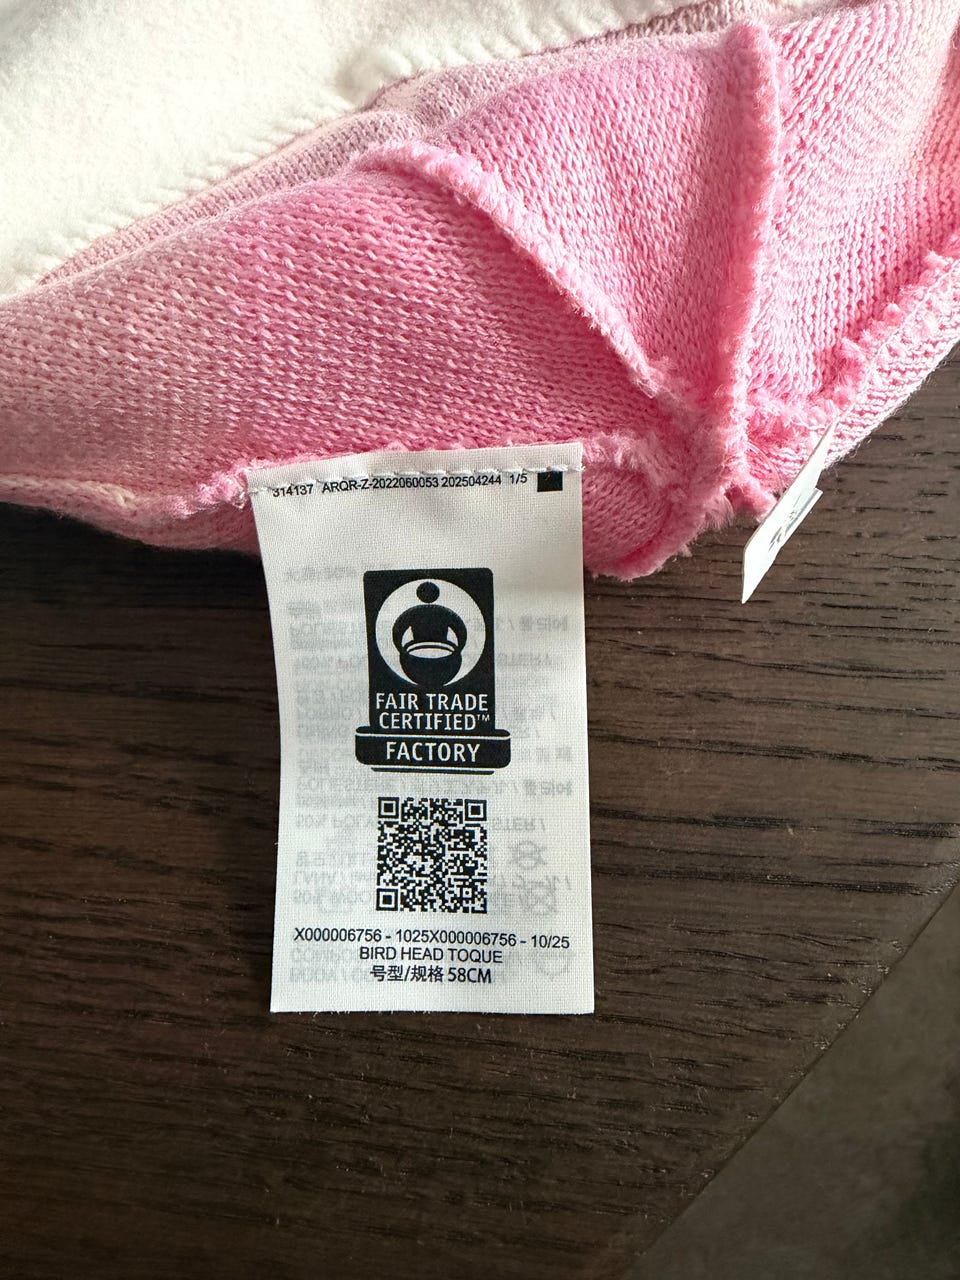 314137 ARQR-Z-2022060053 202504244 1/5
FAIR TRADE
CERTIFIED™
FACTORY
X000006756 - 1025X000006756 - 10/25
BIRD HEAD TOQUE
号型/规格 58CM